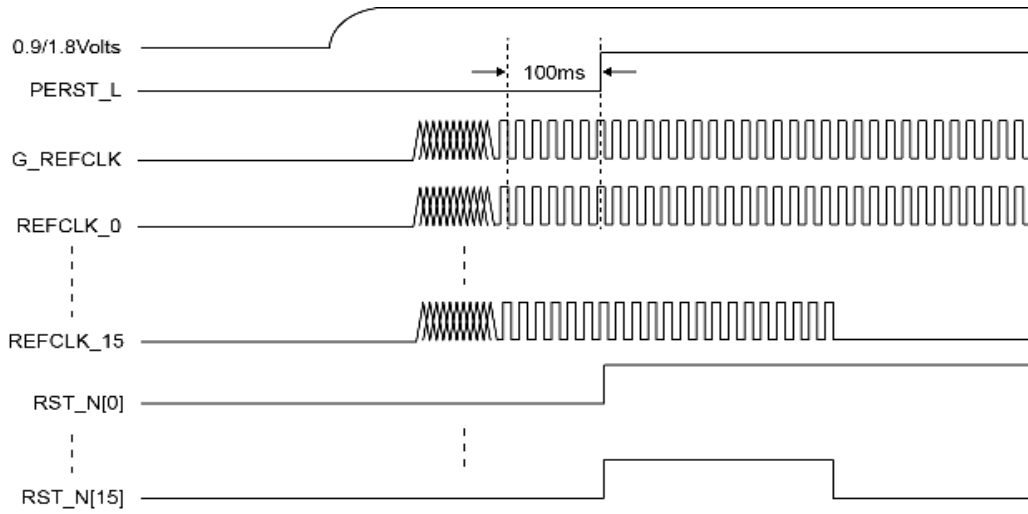 0.9/1.8Volts
100ms
PERST_L
G_REFCLK
REFCLK_0
REFCLK_15
RST_N[0]
RST_N[15]